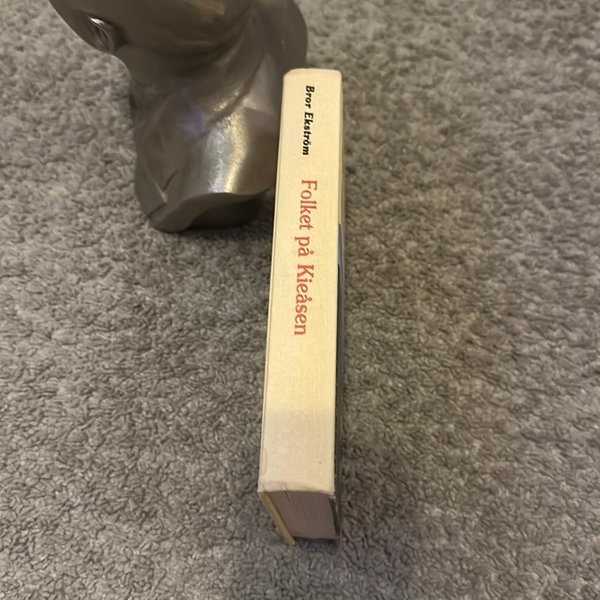 Bror Ekström
Folket på Kieåsen